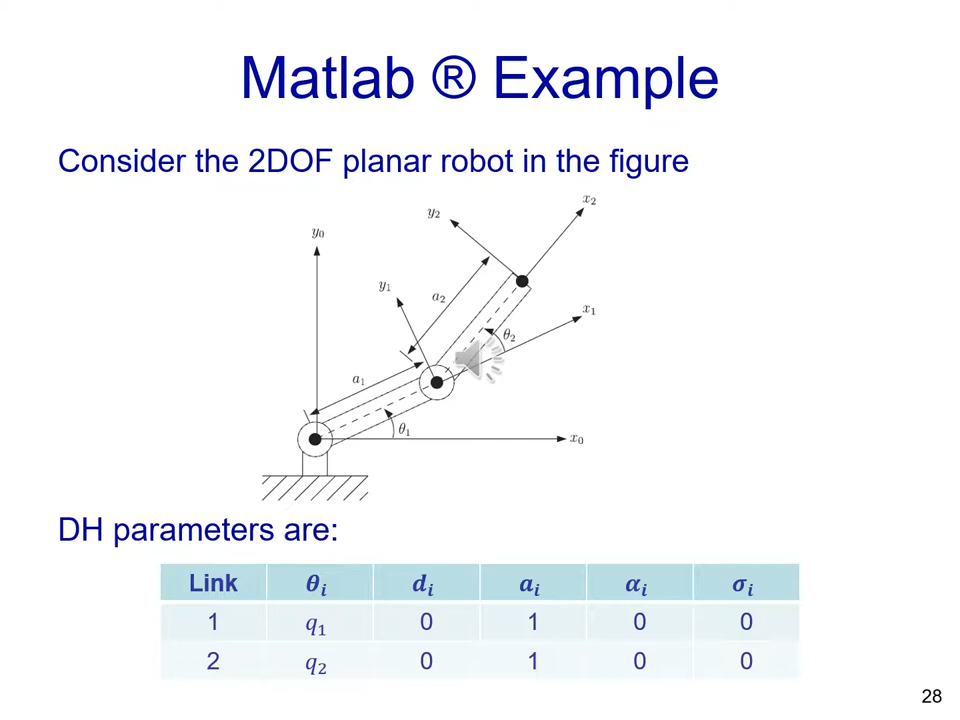 Matlab ® Example
Consider the 2DOF planar robot in the figure
x₂
y₂
y₀
y₁
a₂
x₁
θ₂
a₁
θ₁
x₀
DH parameters are:
Link θᵢ dᵢ aᵢ αᵢ σᵢ
1 q₁ 0 1 0 0
2 q₂ 0 1 0 0
28